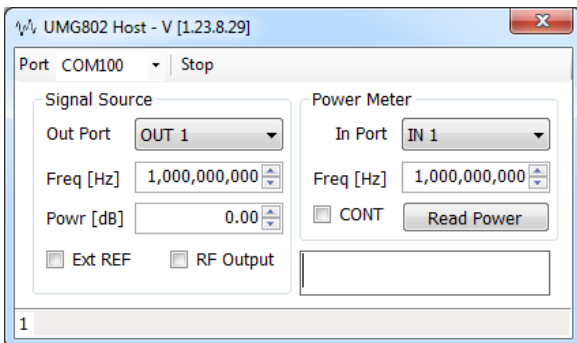 UMG802 Host - V [1.23.8.29]
Port COM100 Stop
Signal Source
Out Port OUT 1
Freq [Hz] 1,000,000,000
Powr [dB] 0.00
Ext REF RF Output
Power Meter
In Port IN 1
Freq [Hz] 1,000,000,000
CONT Read Power
1